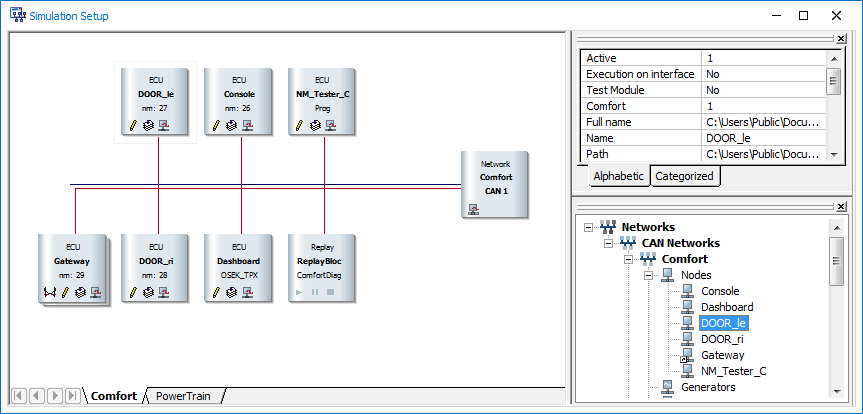 Simulation Setup
ECU
DOOR_le
nm: 27
ECU
Console
nm: 26
ECU
NM_Tester_C
Prog
Network
Comfort
CAN 1
ECU
Gateway
nm: 29
ECU
DOOR_ri
nm: 28
ECU
Dashboard
OSEK_TPX
Replay
ReplayBloc
ComfortDiag
Comfort
PowerTrain
Active 1
Execution on interface No
Test Module No
Comfort 1
Full name C:\Users\Public\Docu...
Name DOOR_le
Path C:\Users\Public\Docu...
Alphabetic Categorized
Networks
CAN Networks
Comfort
Nodes
Console
Dashboard
DOOR_le
DOOR_ri
Gateway
NM_Tester_C
Generators